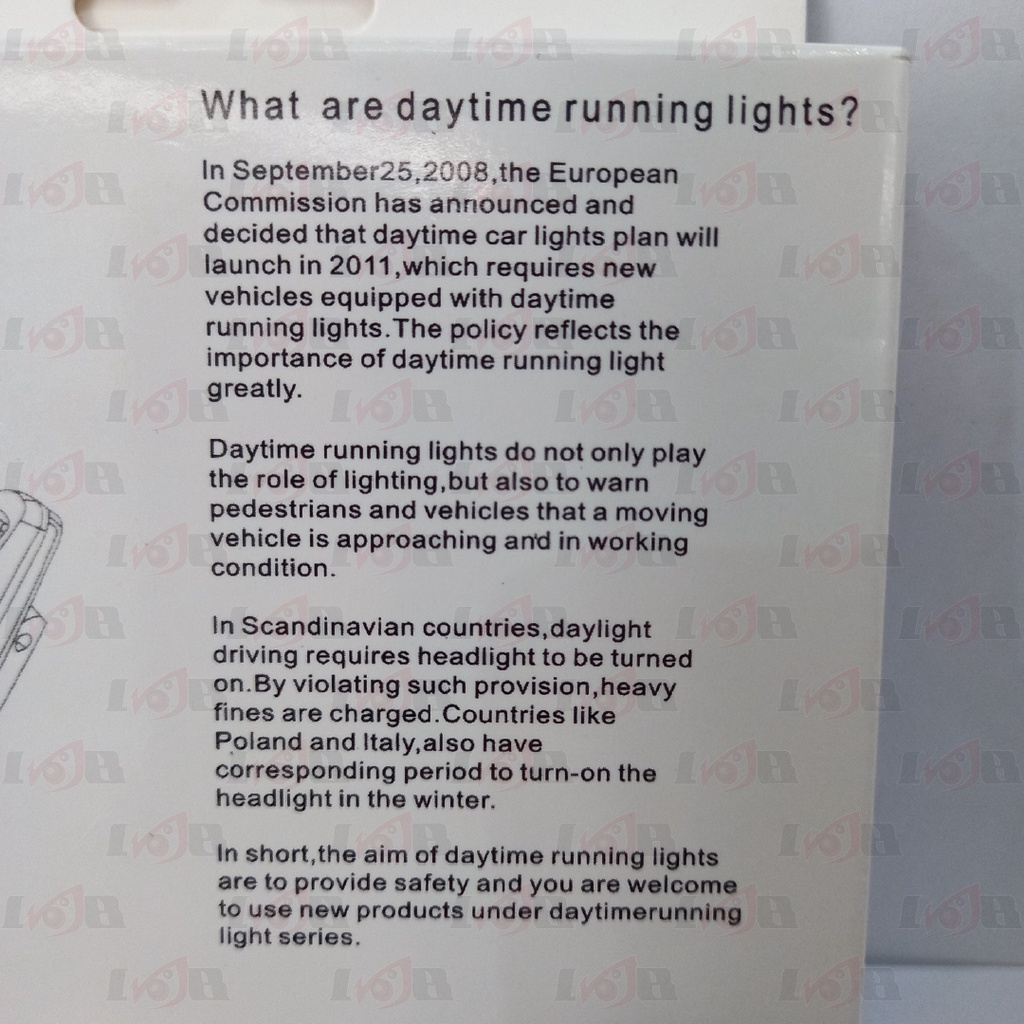 What are daytime running lights?
In September25,2008,the European
Commission has announced and
decided that daytime car lights plan will
launch in 2011,which requires new
vehicles equipped with daytime
running lights.The policy reflects the
importance of daytime running light
greatly.
Daytime running lights do not only play
the role of lighting,but also to warn
pedestrians and vehicles that a moving
vehicle is approaching and in working
condition.
In Scandinavian countries,daylight
driving requires headlight to be turned
on.By violating such provision,heavy
fines are charged.Countries like
Poland and Italy,also have
corresponding period to turn-on the
headlight in the winter.
In short,the aim of daytime running lights
are to provide safety and you are welcome
to use new products under daytimerunning
light series.